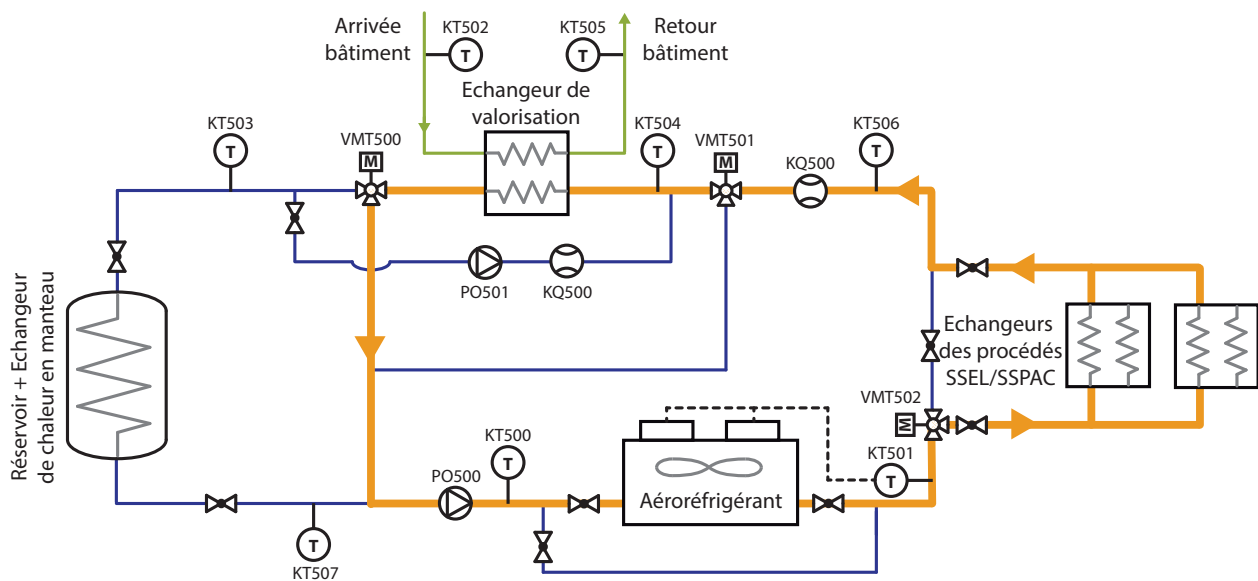 Arrivée
bâtiment
KT502
T
KT505
T
Retour
bâtiment
Echangeur de
valorisation
KT503
T
VMT500
M
KT504
T
VMT501
M
KQ500
KT506
T
PO501
KQ500
Réservoir + Echangeur
de chaleur en manteau
Echangeurs
des procédés
SSEL/SSPAC
VMT502
M
KT501
T
KT500
T
PO500
Aéroréfrigérant
T
KT507